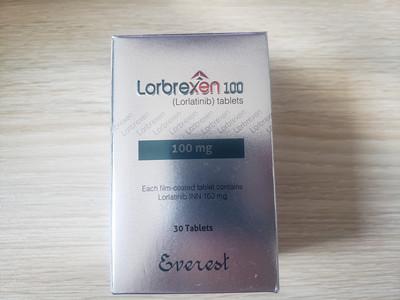 Lorbrexen 100
(Lorlatinib) tablets
100 mg
Each film-coated tablet contains
Lorlatinib INN 100 mg
30 Tablets
Everest